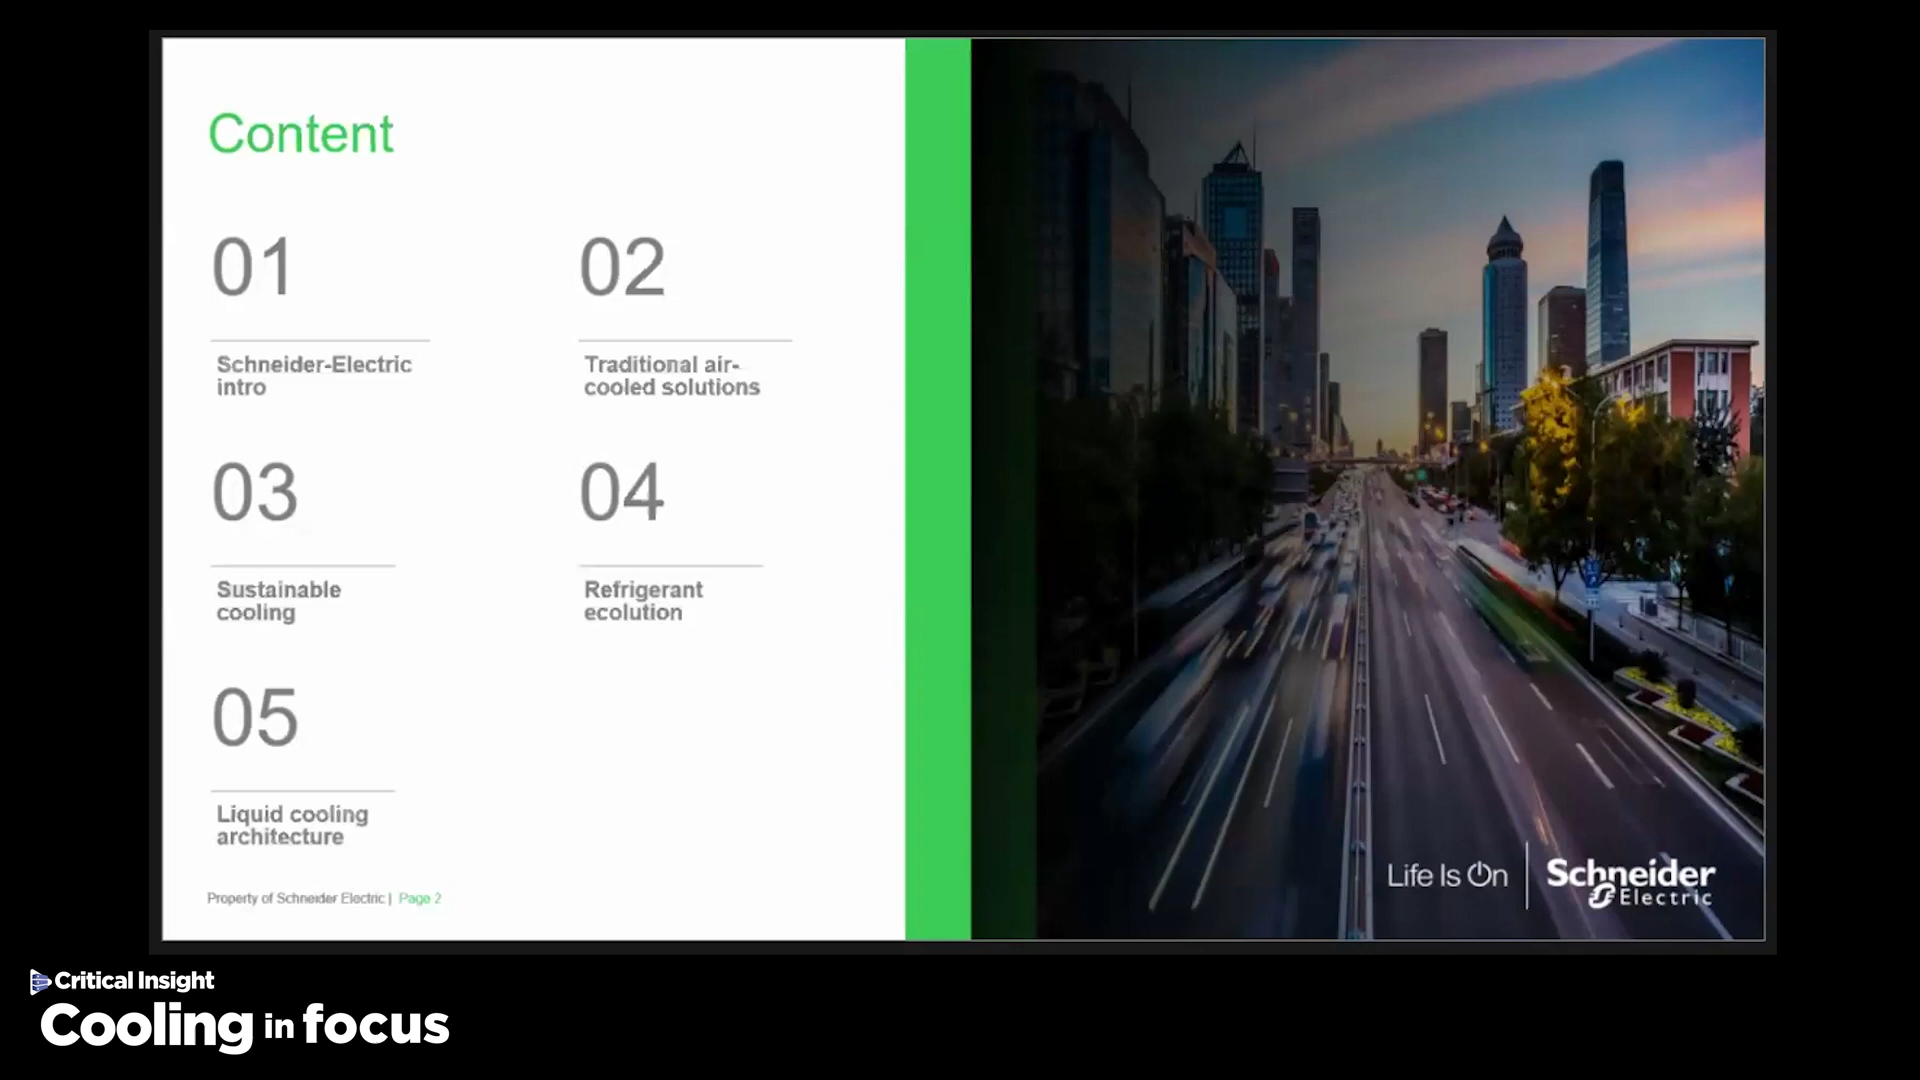 Content
01
Schneider-Electric
intro
02
Traditional air-
cooled solutions
03
Sustainable
cooling
04
Refrigerant
ecolution
05
Liquid cooling
architecture
Property of Schneider Electric | Page 2
Life Is On
Schneider
Electric
Critical Insight
Cooling in focus